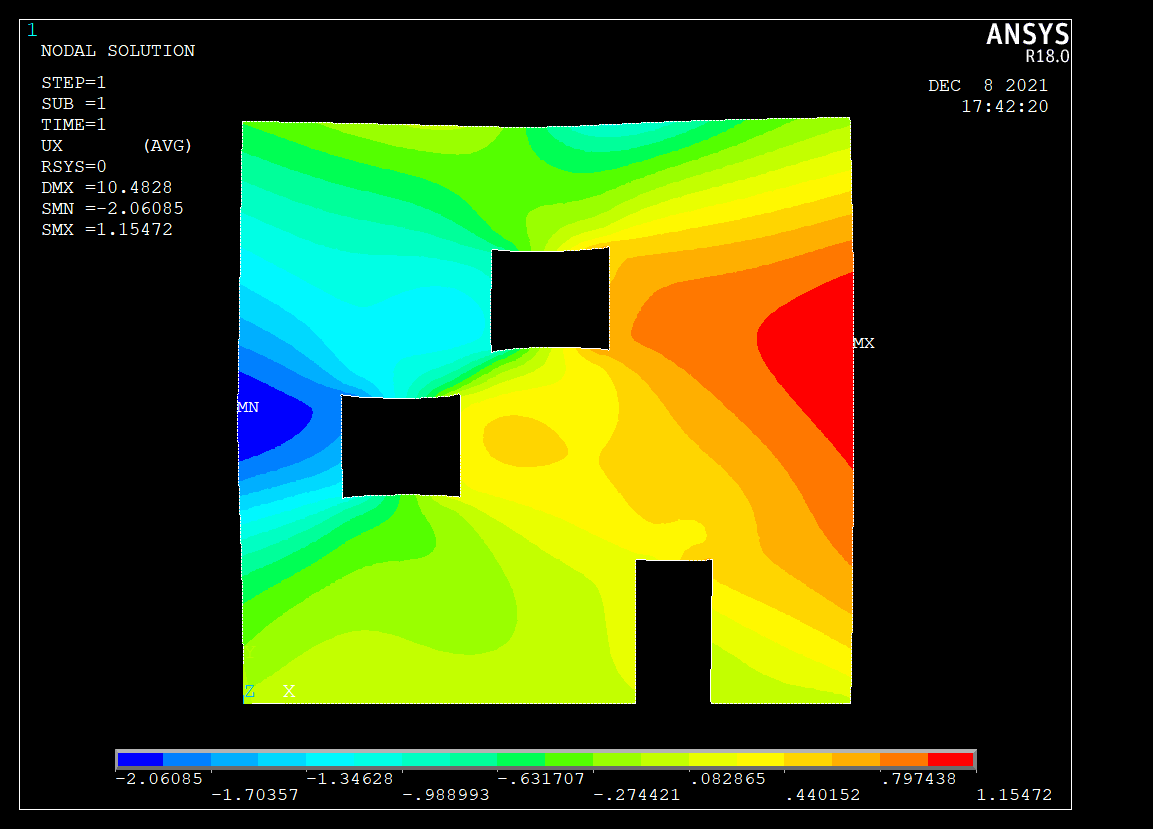 1
NODAL SOLUTION
ANSYS
R18.0
STEP=1
SUB =1
TIME=1
UX (AVG)
RSYS=0
DMX =10.4828
SMN =-2.06085
SMX =1.15472
DEC 8 2021
17:42:20
MX
MN
Z X
-2.06085 -1.34628 -.631707 .082865 .797438
-1.70357 -.988993 -.274421 .440152 1.15472